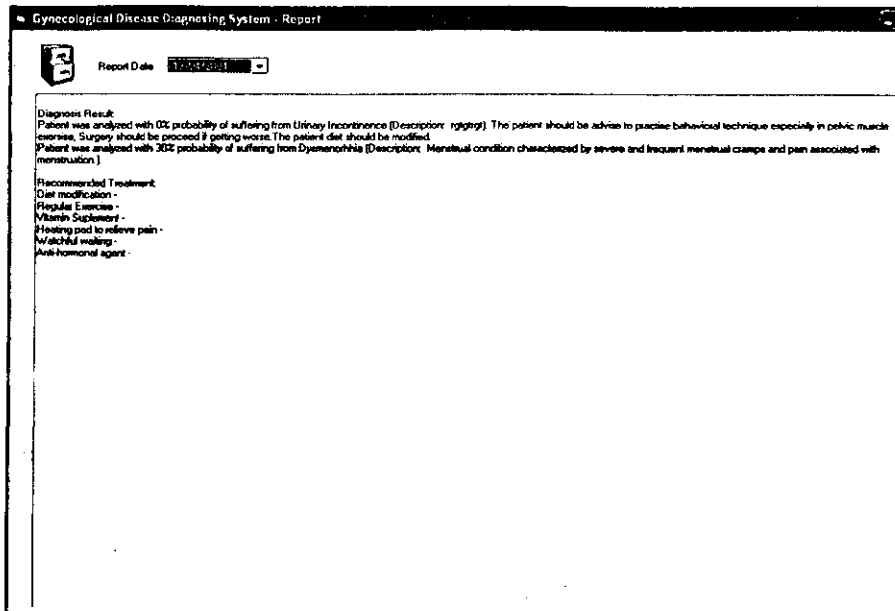 Gynecological Disease Diagnosing System - Report
Report Date
Diagnosis Result:
Patient was analyzed with 0% probability of suffering from Urinary Incontinence (Description: rgtgtrgt). The patient should be advise to practise behavioral technique especially in pelvic muscle
exersise, Surgery should be proceed if getting worse.The patient diet should be modified.
Patient was analyzed with 38% probability of suffering from (Description: Menstrual condition characterized by severe and frequent menstrual cramps and pain associated with
menstruation.)
Recommended Treatment:
Diet modification -
Regular Exercise -
Vitamin Suplement -
Heating pad to relieve pain -
Watchful waiting -
Anti-hormonal agent -